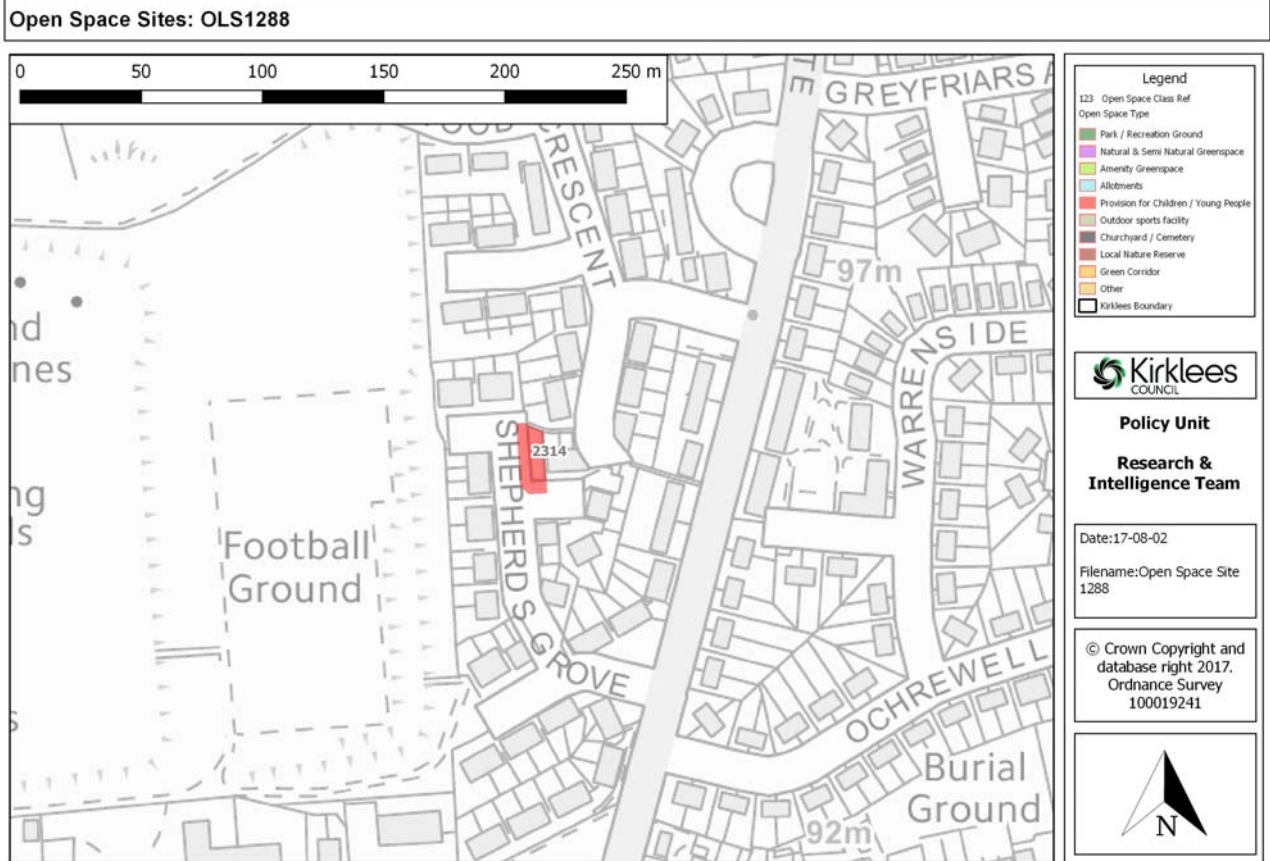 Open Space Sites: OLS1288
0 50 100 150 200 250 m
CRESCENT
GREYFRIARS
97m
WARRENSIDE
2314
SHEPHERDS GROVE
Football
Ground
OCHREWELL
Burial
Ground
92m
Legend
123 Open Space Class Ref
Open Space Type
Park / Recreation Ground
Natural & Semi Natural Greenspace
Amenity Greenspace
Allotments
Provision for Children / Young People
Outdoor sports facility
Churchyard / Cemetery
Local Nature Reserve
Green Corridor
Other
Kirklees Boundary
Kirklees
COUNCIL
Policy Unit
Research &
Intelligence Team
Date:17-08-02
Filename:Open Space Site
1288
© Crown Copyright and
database right 2017.
Ordnance Survey
100019241
N